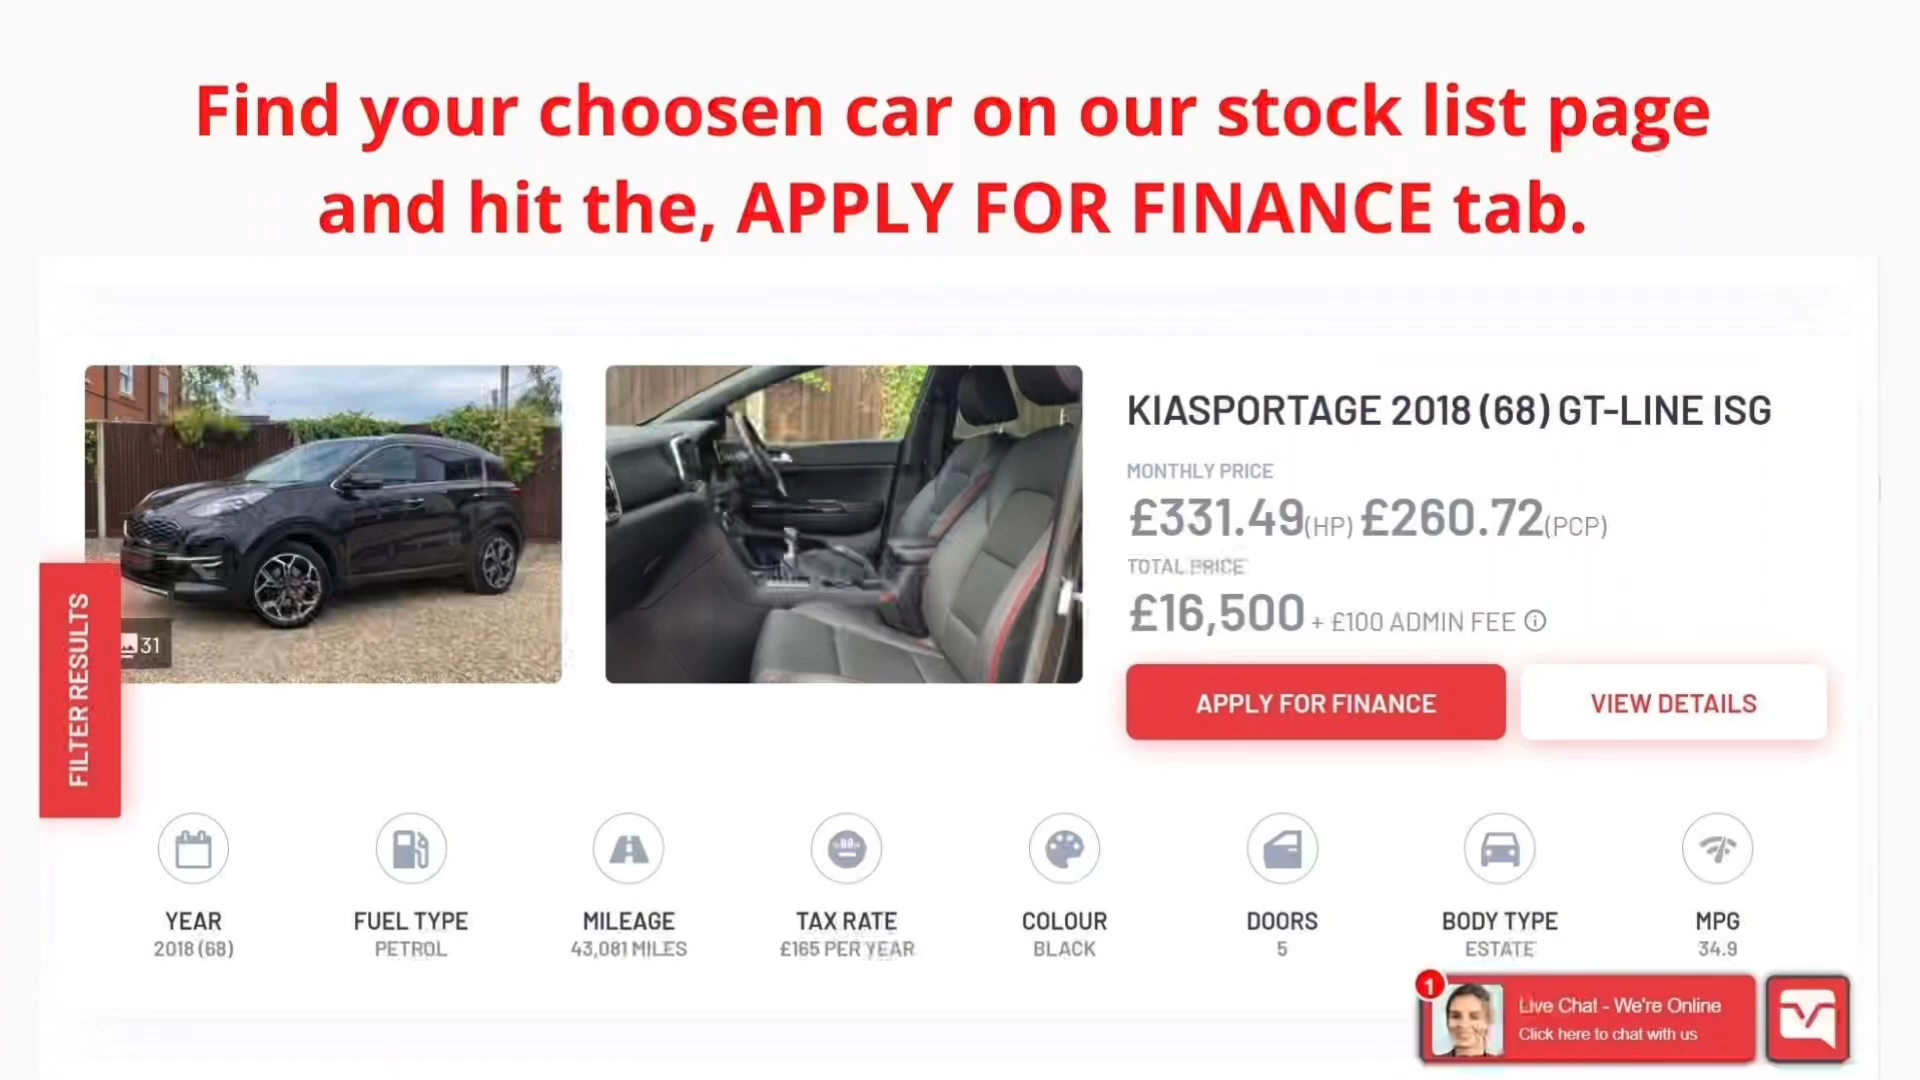 Find your choosen car on our stock list page
and hit the, APPLY FOR FINANCE tab.
KIASPORTAGE 2018 (68) GT-LINE ISG
MONTHLY PRICE
£331.49(HP) £260.72(PCP)
TOTAL PRICE
£16,500 + £100 ADMIN FEE
APPLY FOR FINANCE
VIEW DETAILS
31
FILTER RESULTS
YEAR
2018 (68)
FUEL TYPE
PETROL
MILEAGE
43,081 MILES
TAX RATE
£165 PER YEAR
COLOUR
BLACK
DOORS
5
BODY TYPE
ESTATE
MPG
34.9
1
Live Chat - We're Online
Click here to chat with us